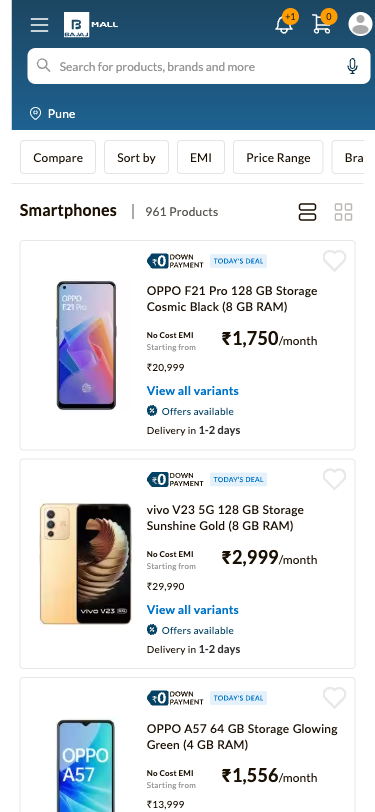 B
BAJAJ
MALL
+1
0
Search for products, brands and more
Pune
Compare
Sort by
EMI
Price Range
Bra
Smartphones | 961 Products
₹0 DOWN PAYMENT
TODAY'S DEAL
OPPO F21 Pro 128 GB Storage
Cosmic Black (8 GB RAM)
OPPO
F21 Pro
No Cost EMI
Starting from
₹1,750/month
₹20,999
View all variants
Offers available
Delivery in 1-2 days
₹0 DOWN PAYMENT
TODAY'S DEAL
vivo V23 5G 128 GB Storage
Sunshine Gold (8 GB RAM)
vivo V23 5G
No Cost EMI
Starting from
₹2,999/month
₹29,990
View all variants
Offers available
Delivery in 1-2 days
₹0 DOWN PAYMENT
TODAY'S DEAL
OPPO A57 64 GB Storage Glowing
Green (4 GB RAM)
OPPO
A57
No Cost EMI
Starting from
₹1,556/month
₹13,999